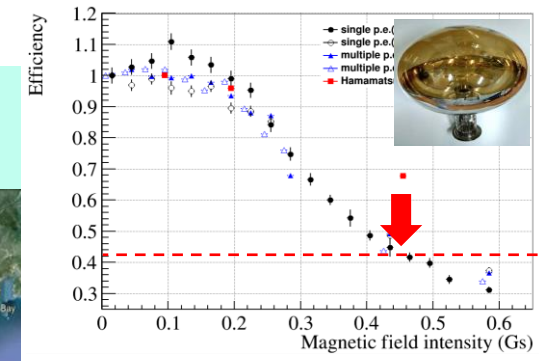 Efficiency
1.2
1.1
1
0.9
0.8
0.7
0.6
0.5
0.4
0.3
single p.e.(
single p.e.(
multiple p.
multiple p.
Hamamats
0 0.1 0.2 0.3 0.4 0.5 0.6
Magnetic field intensity (Gs)
Bay